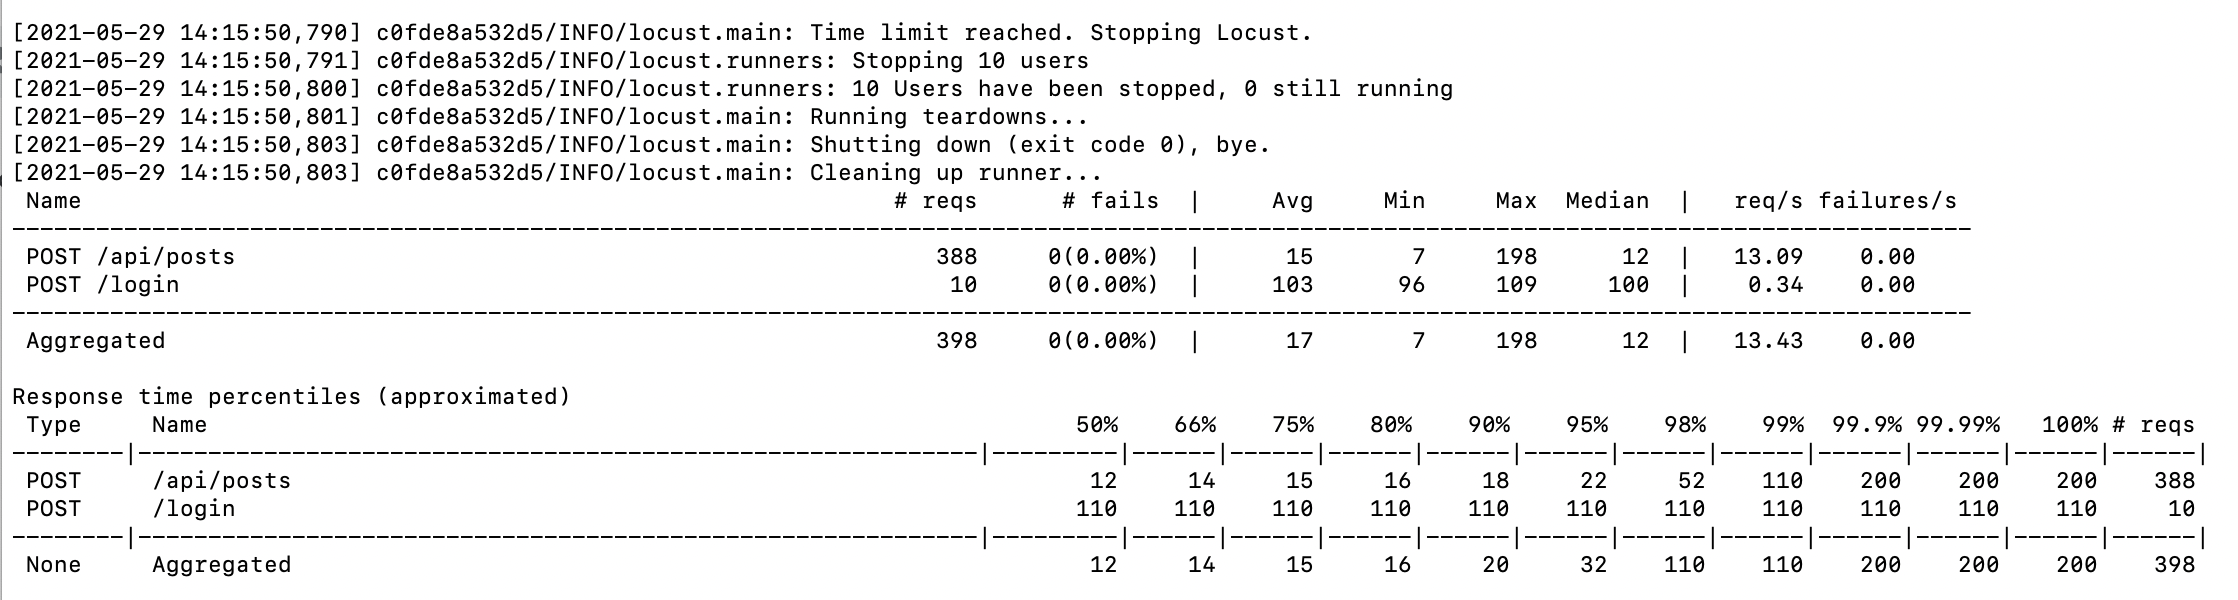 [2021-05-29 14:15:50,790] c0fde8a532d5/INFO/locust.main: Time limit reached. Stopping Locust.
[2021-05-29 14:15:50,791] c0fde8a532d5/INFO/locust.runners: Stopping 10 users
[2021-05-29 14:15:50,800] c0fde8a532d5/INFO/locust.runners: 10 Users have been stopped, 0 still running
[2021-05-29 14:15:50,801] c0fde8a532d5/INFO/locust.main: Running teardowns...
[2021-05-29 14:15:50,803] c0fde8a532d5/INFO/locust.main: Shutting down (exit code 0), bye.
[2021-05-29 14:15:50,803] c0fde8a532d5/INFO/locust.main: Cleaning up runner...
Name # reqs # fails | Avg Min Max Median | req/s failures/s
--------------------------------------------------------------------------------------------------------------------------------------------
POST /api/posts 388 0(0.00%) | 15 7 198 12 | 13.09 0.00
POST /login 10 0(0.00%) | 103 96 109 100 | 0.34 0.00
--------------------------------------------------------------------------------------------------------------------------------------------
Aggregated 398 0(0.00%) | 17 7 198 12 | 13.43 0.00
Response time percentiles (approximated)
Type Name 50% 66% 75% 80% 90% 95% 98% 99% 99.9% 99.99% 100% # reqs
--------|------------------------------------------------------------|---------|------|------|------|------|------|------|------|------|------|------|------|
POST /api/posts 12 14 15 16 18 22 52 110 200 200 200 388
POST /login 110 110 110 110 110 110 110 110 110 110 110 10
--------|------------------------------------------------------------|---------|------|------|------|------|------|------|------|------|------|------|------|
None Aggregated 12 14 15 16 20 32 110 110 200 200 200 398